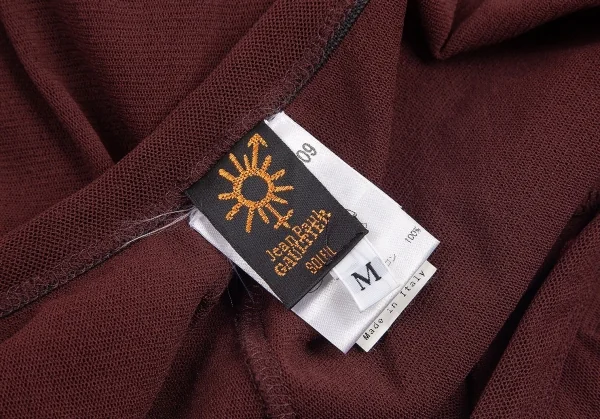 Jean Paul
GAULTIER
SOLEIL
M
09
100%
Made in Italy